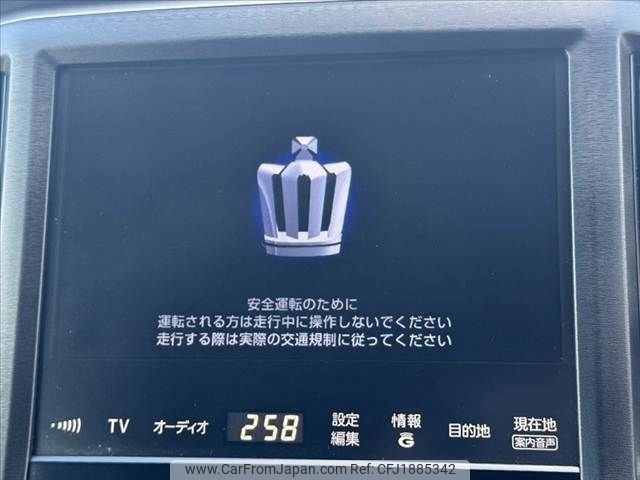 安全運転のために
運転される方は走行中に操作しないでください
走行する際は実際の交通規制に従ってください
TV オーディオ 2:58 設定 編集 情報 G 目的地 現在地 案内音声
www.CarFromJapan.com ID:CFJ1885342